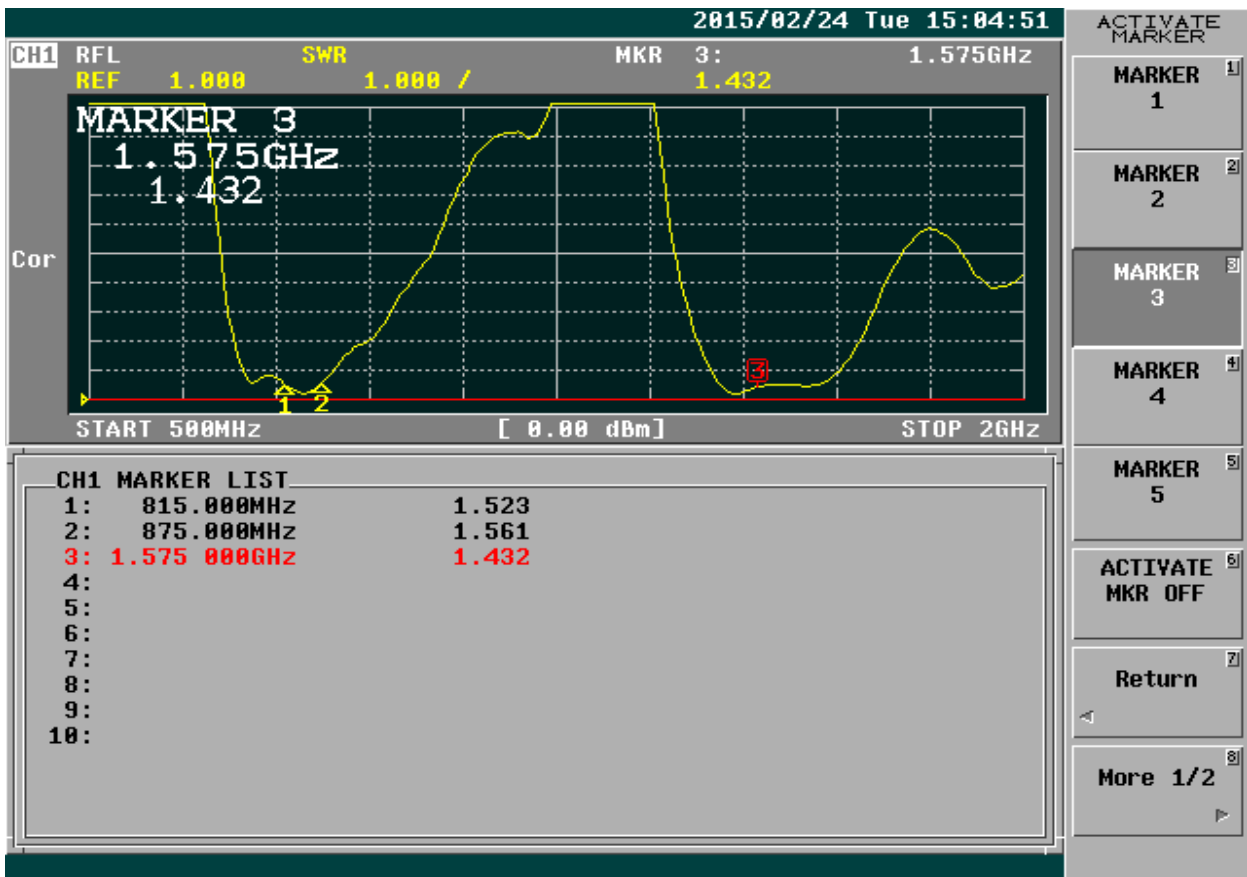 2015/02/24 Tue 15:04:51
CH1 RFL SWR MKR 3: 1.575GHz
REF 1.000 1.000 / 1.432
MARKER 3
1.575GHz
1.432
Cor
3
1 2
START 500MHz [ 0.00 dBm] STOP 2GHz
CH1 MARKER LIST
1: 815.000MHz 1.523
2: 875.000MHz 1.561
3: 1.575 000GHz 1.432
4:
5:
6:
7:
8:
9:
10:
ACTIVATE
MARKER
MARKER 1
1
MARKER 2
2
MARKER 3
3
MARKER 4
4
MARKER 5
5
ACTIVATE 6
MKR OFF
7
Return
8
More 1/2